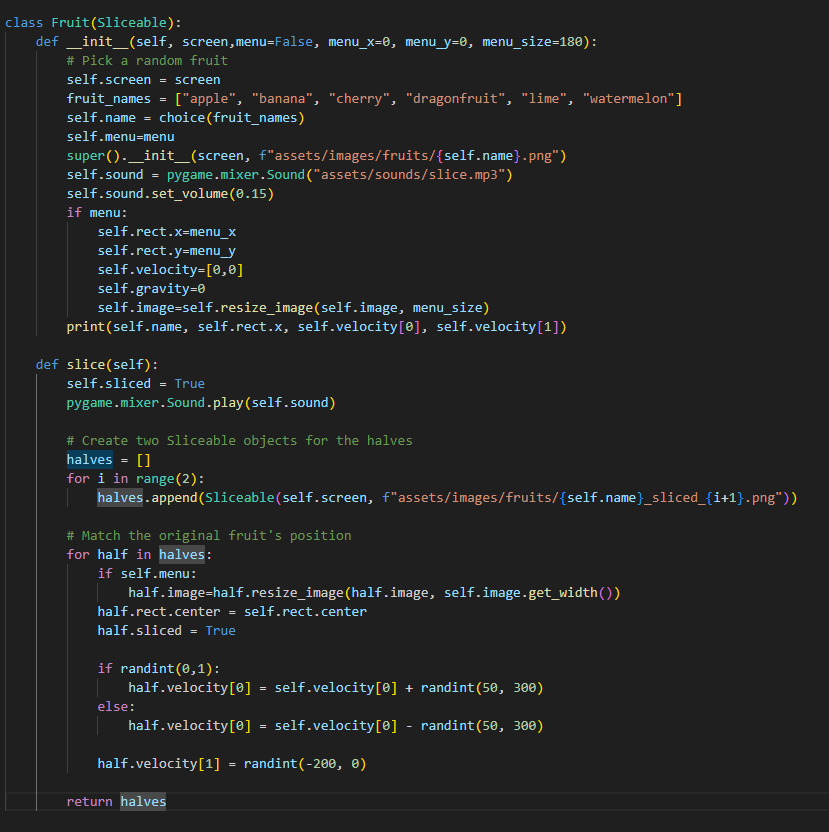 class Fruit(Sliceable):
    def __init__(self, screen,menu=False, menu_x=0, menu_y=0, menu_size=180):
        # Pick a random fruit
        self.screen = screen
        fruit_names = ["apple", "banana", "cherry", "dragonfruit", "lime", "watermelon"]
        self.name = choice(fruit_names)
        self.menu=menu
        super().__init__(screen, f"assets/images/fruits/{self.name}.png")
        self.sound = pygame.mixer.Sound("assets/sounds/slice.mp3")
        self.sound.set_volume(0.15)
        if menu:
            self.rect.x=menu_x
            self.rect.y=menu_y
            self.velocity=[0,0]
            self.gravity=0
            self.image=self.resize_image(self.image, menu_size)
        print(self.name, self.rect.x, self.velocity[0], self.velocity[1])

    def slice(self):
        self.sliced = True
        pygame.mixer.Sound.play(self.sound)

        # Create two Sliceable objects for the halves
        halves = []
        for i in range(2):
            halves.append(Sliceable(self.screen, f"assets/images/fruits/{self.name}_sliced_{i+1}.png"))

        # Match the original fruit's position
        for half in halves:
            if self.menu:
                half.image=half.resize_image(half.image, self.image.get_width())
            half.rect.center = self.rect.center
            half.sliced = True

            if randint(0,1):
                half.velocity[0] = self.velocity[0] + randint(50, 300)
            else:
                half.velocity[0] = self.velocity[0] - randint(50, 300)

            half.velocity[1] = randint(-200, 0)

        return halves